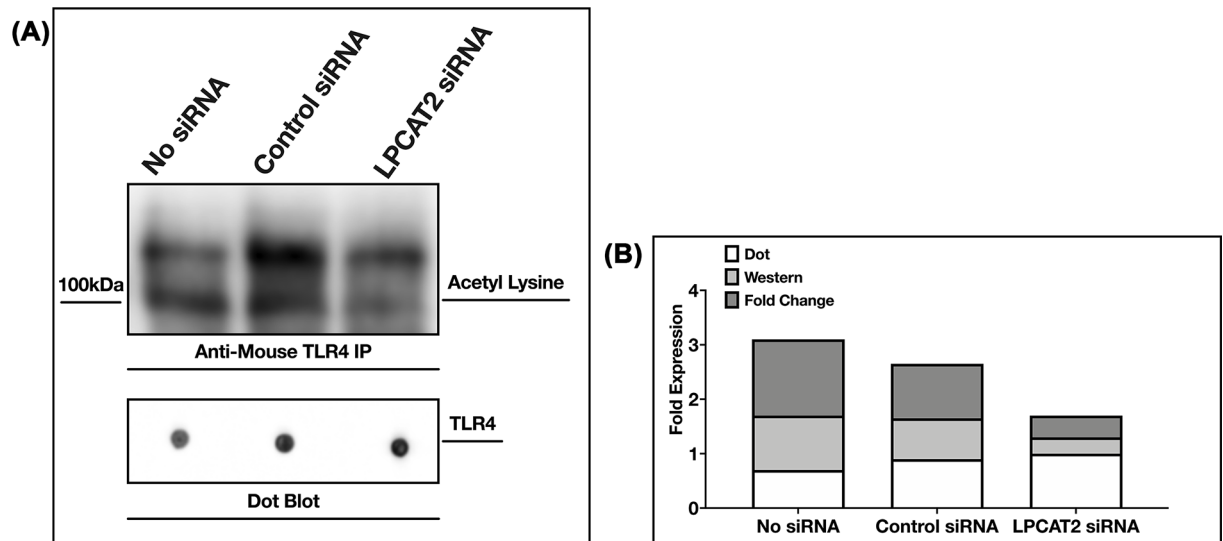 (A)
No siRNA
Control siRNA
LPCAT2 siRNA
100kDa
Acetyl Lysine
Anti-Mouse TLR4 IP
TLR4
Dot Blot
(B)
Dot
Western
Fold Change
Fold Expression
4
3
2
1
0
No siRNA
Control siRNA
LPCAT2 siRNA